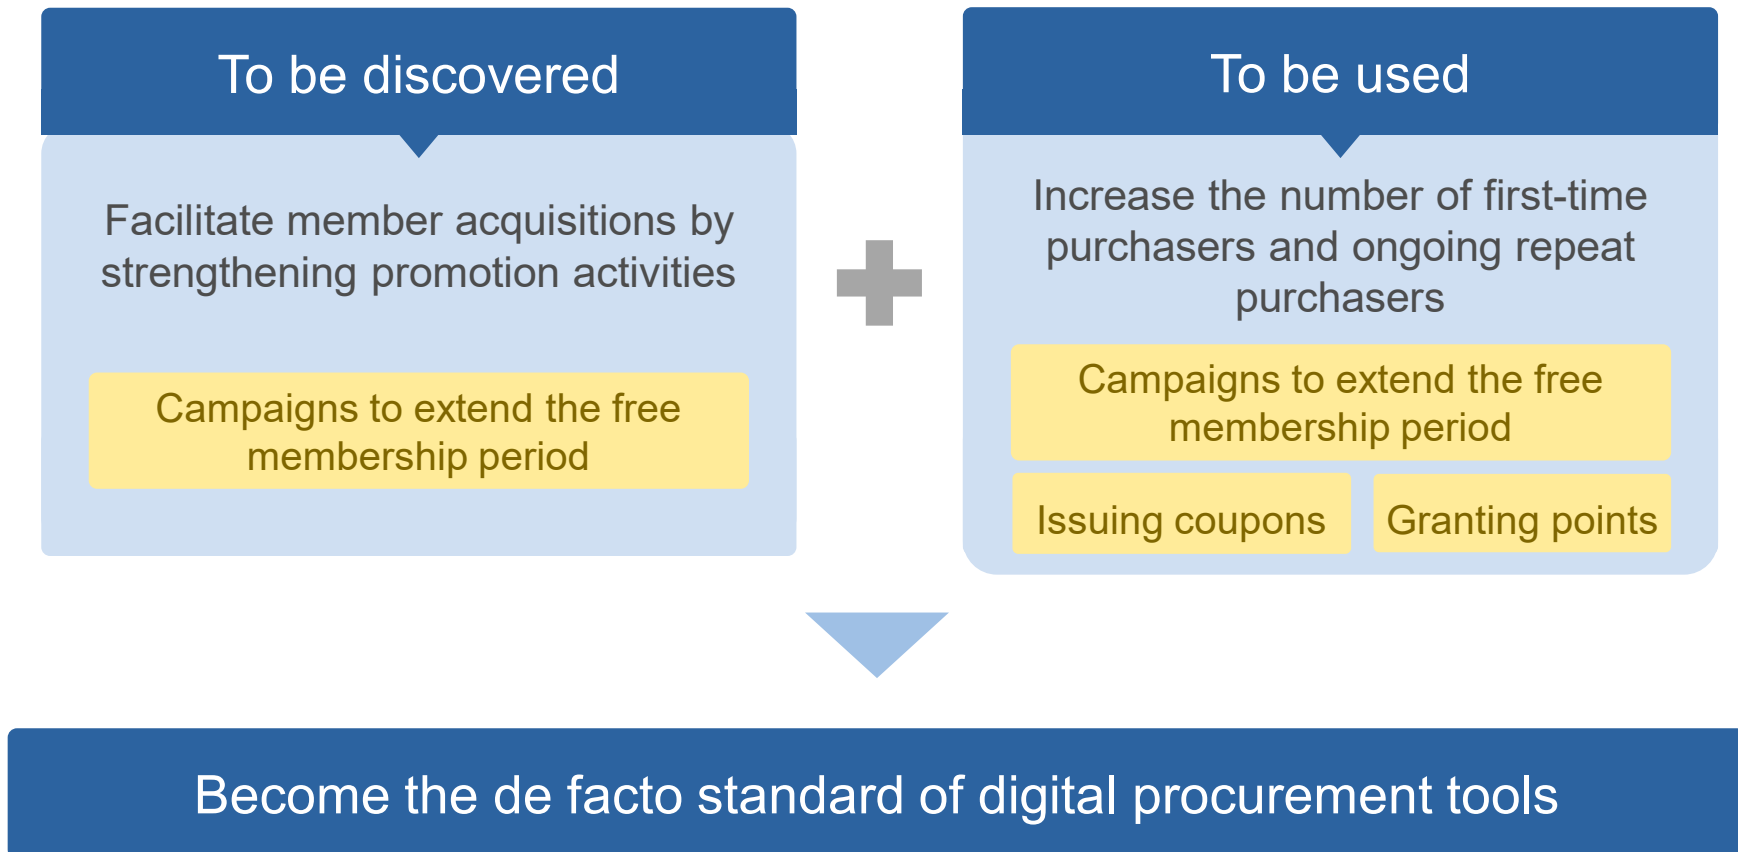 To be discovered
Facilitate member acquisitions by
strengthening promotion activities
Campaigns to extend the free
membership period
To be used
Increase the number of first-time
purchasers and ongoing repeat
purchasers
Campaigns to extend the free
membership period
Issuing coupons
Granting points
Become the de facto standard of digital procurement tools